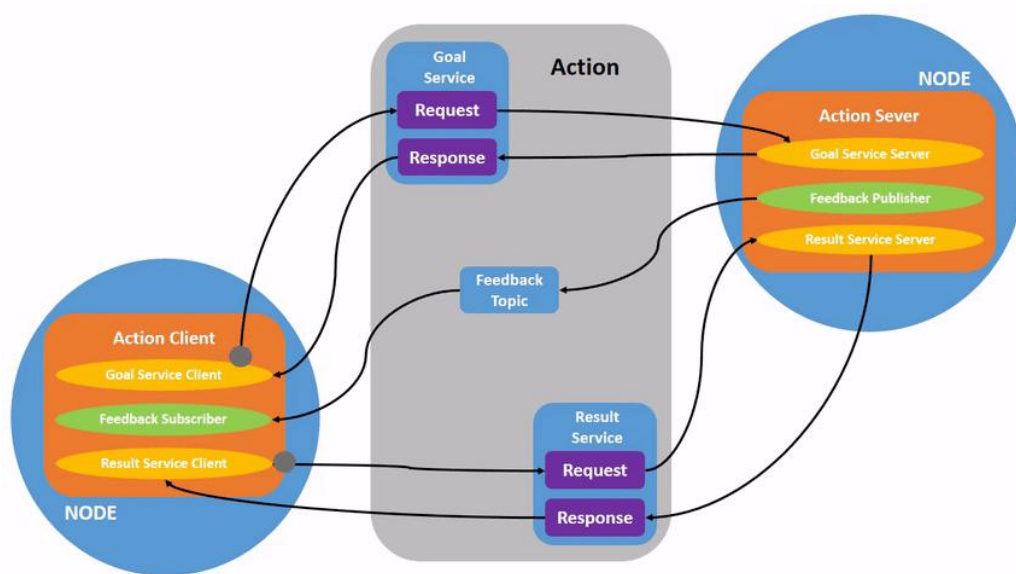 Goal
Service
Request
Response
Action
NODE
Action Sever
Goal Service Server
Feedback Publisher
Result Service Server
Feedback
Topic
Action Client
Goal Service Client
Feedback Subscriber
Result Service Client
NODE
Result
Service
Request
Response